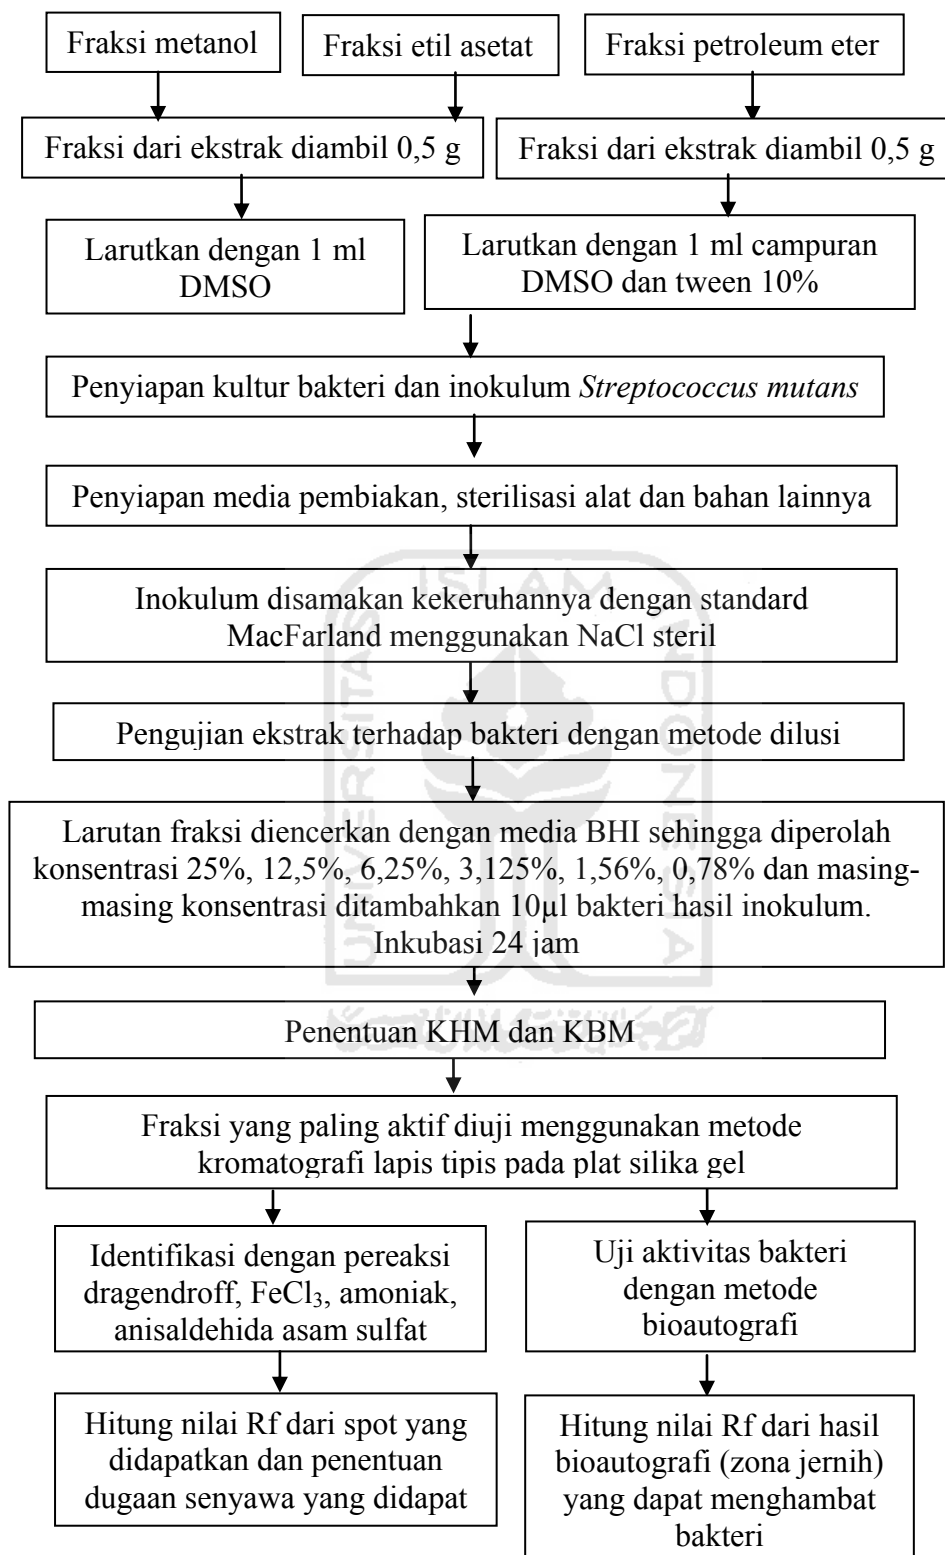 Fraksi metanol
Fraksi etil asetat
Fraksi petroleum eter
Fraksi dari ekstrak diambil 0,5 g
Fraksi dari ekstrak diambil 0,5 g
Larutkan dengan 1 ml
DMSO
Larutkan dengan 1 ml campuran
DMSO dan tween 10%
Penyiapan kultur bakteri dan inokulum Streptococcus mutans
Penyiapan media pembiakan, sterilisasi alat dan bahan lainnya
Inokulum disamakan kekeruhannya dengan standard
MacFarland menggunakan NaCl steril
Pengujian ekstrak terhadap bakteri dengan metode dilusi
Larutan fraksi diencerkan dengan media BHI sehingga diperolah
konsentrasi 25%, 12,5%, 6,25%, 3,125%, 1,56%, 0,78% dan masing-
masing konsentrasi ditambahkan 10µl bakteri hasil inokulum.
Inkubasi 24 jam
Penentuan KHM dan KBM
Fraksi yang paling aktif diuji menggunakan metode
kromatografi lapis tipis pada plat silika gel
Identifikasi dengan pereaksi
dragendroff, FeCl₃, amoniak,
anisaldehida asam sulfat
Uji aktivitas bakteri
dengan metode
bioautografi
Hitung nilai Rf dari spot yang
didapatkan dan penentuan
dugaan senyawa yang didapat
Hitung nilai Rf dari hasil
bioautografi (zona jernih)
yang dapat menghambat
bakteri
UNIVERSITAS
ISLAM
INDONESIA